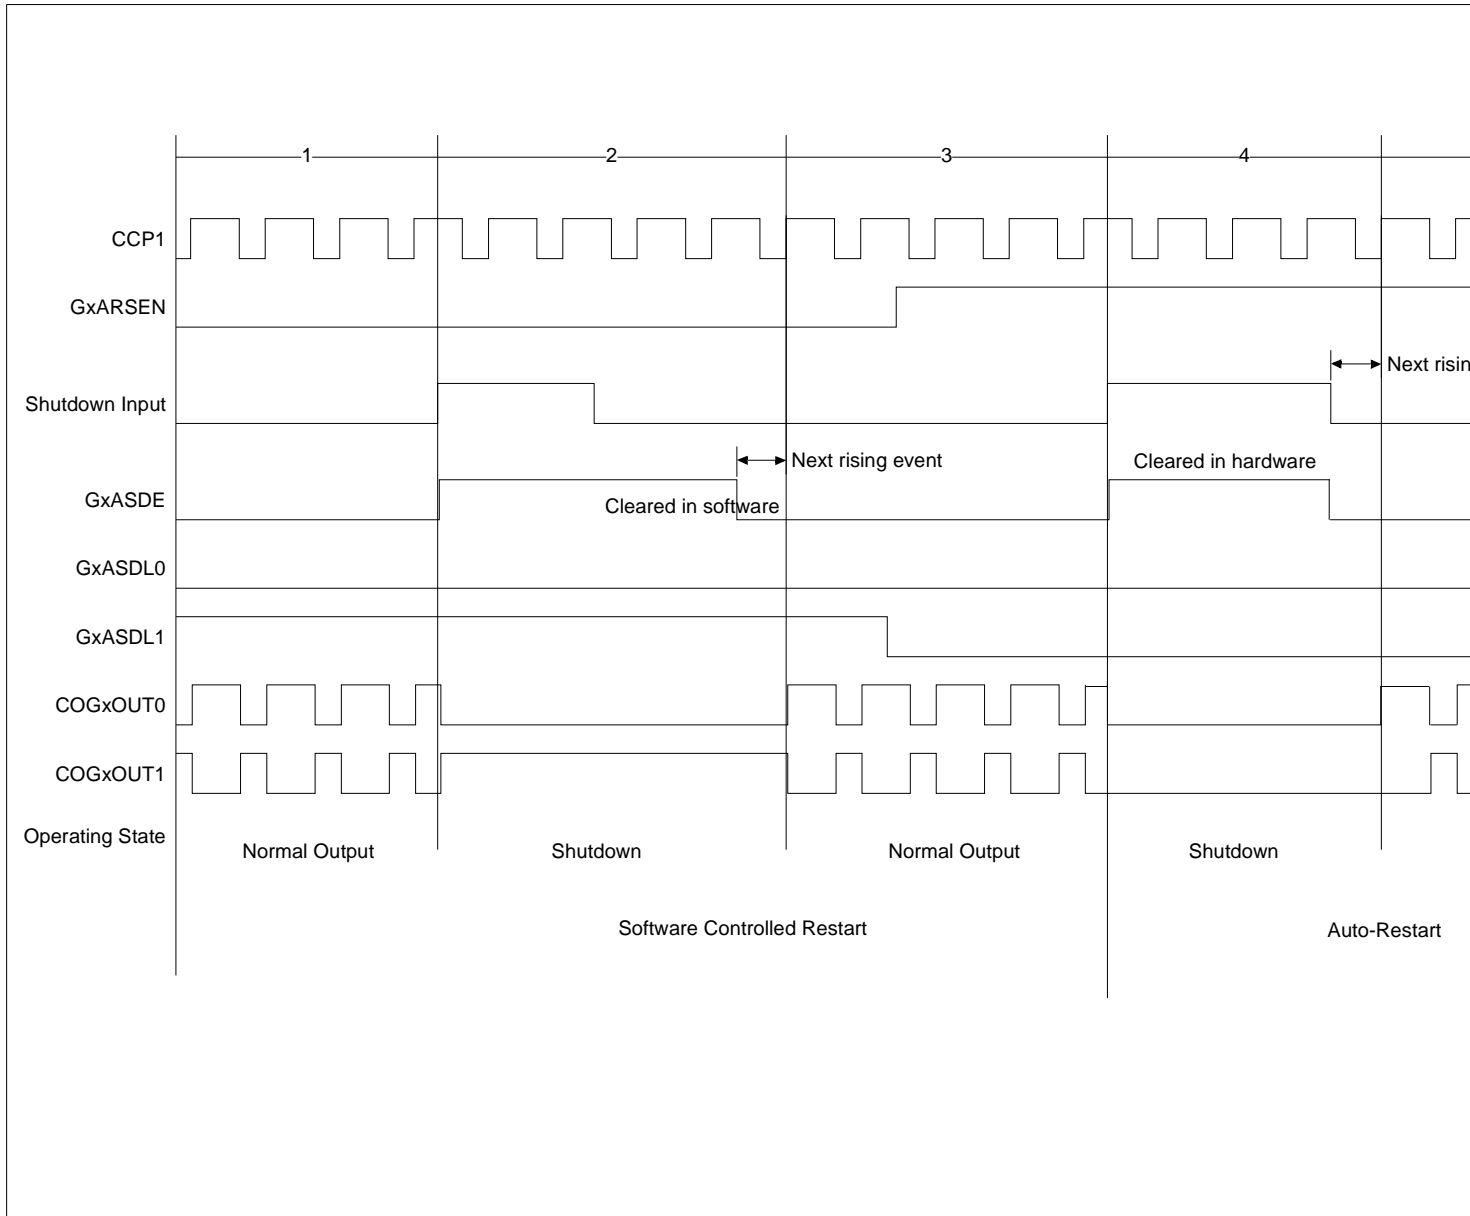 1
2
3
4
CCP1
GxARSEN
Next risin
Shutdown Input
Next rising event
Cleared in hardware
GxASDE
Cleared in software
GxASDL0
GxASDL1
COGxOUT0
COGxOUT1
Operating State
Normal Output
Shutdown
Normal Output
Shutdown
Software Controlled Restart
Auto-Restart